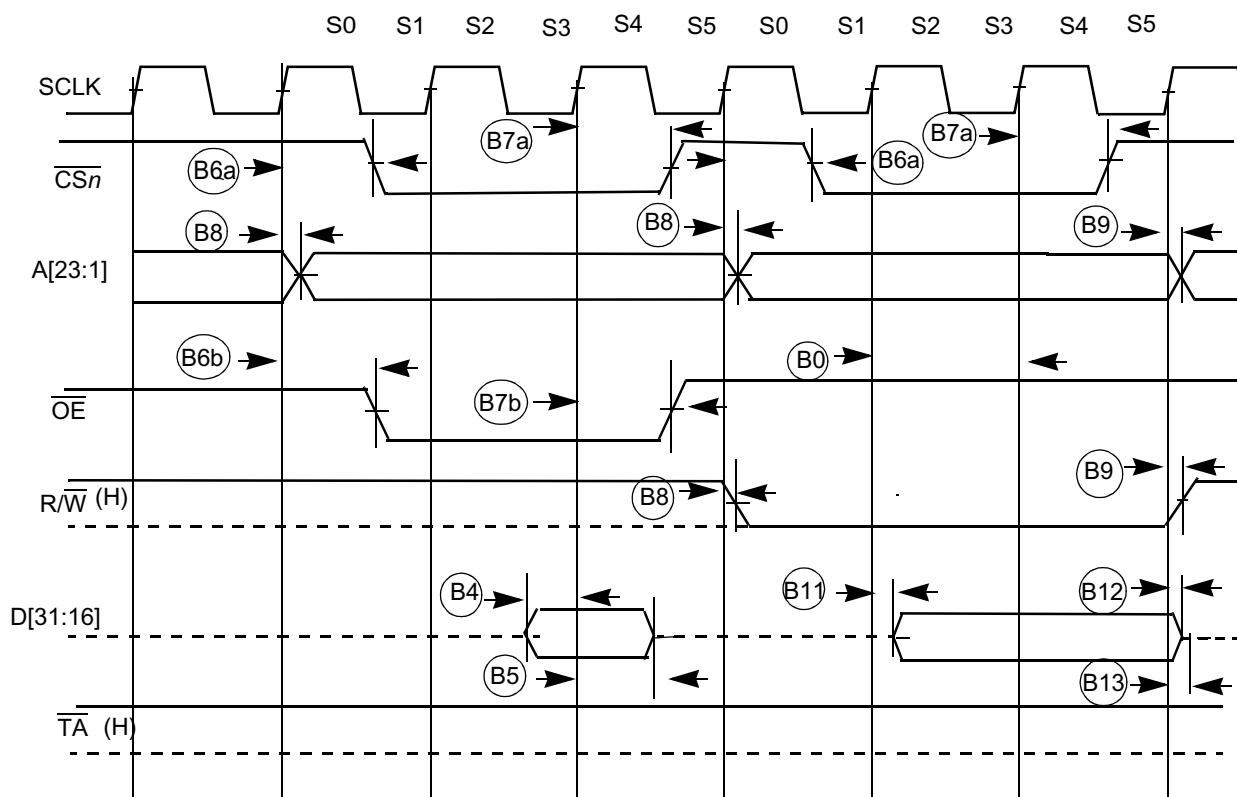 S0 S1 S2 S3 S4 S5 S0 S1 S2 S3 S4 S5
SCLK
B7a B7a
CSn B6a B6a
B8 B8 B9
A[23:1]
B6b B0
OE B7b
R/W (H) B8 B9
B4 B11 B12
D[31:16]
B5 B13
TA (H)